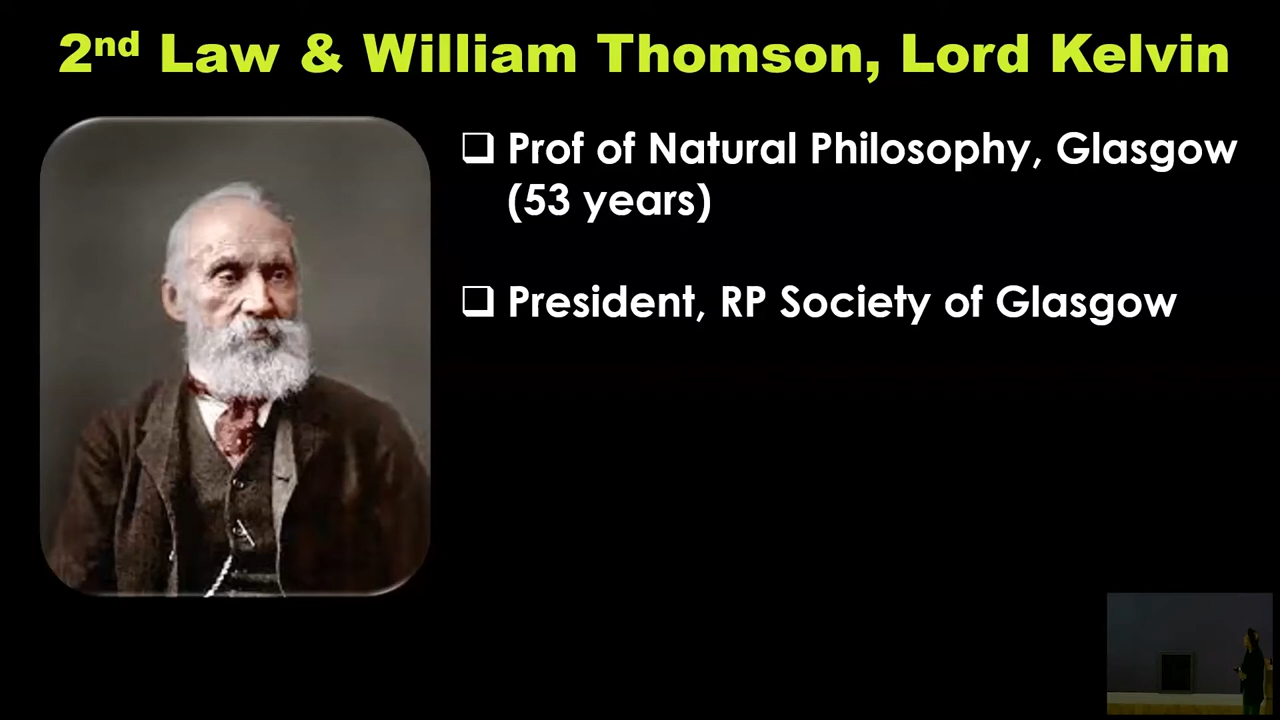 2nd Law & William Thomson, Lord Kelvin
Prof of Natural Philosophy, Glasgow
(53 years)
President, RP Society of Glasgow